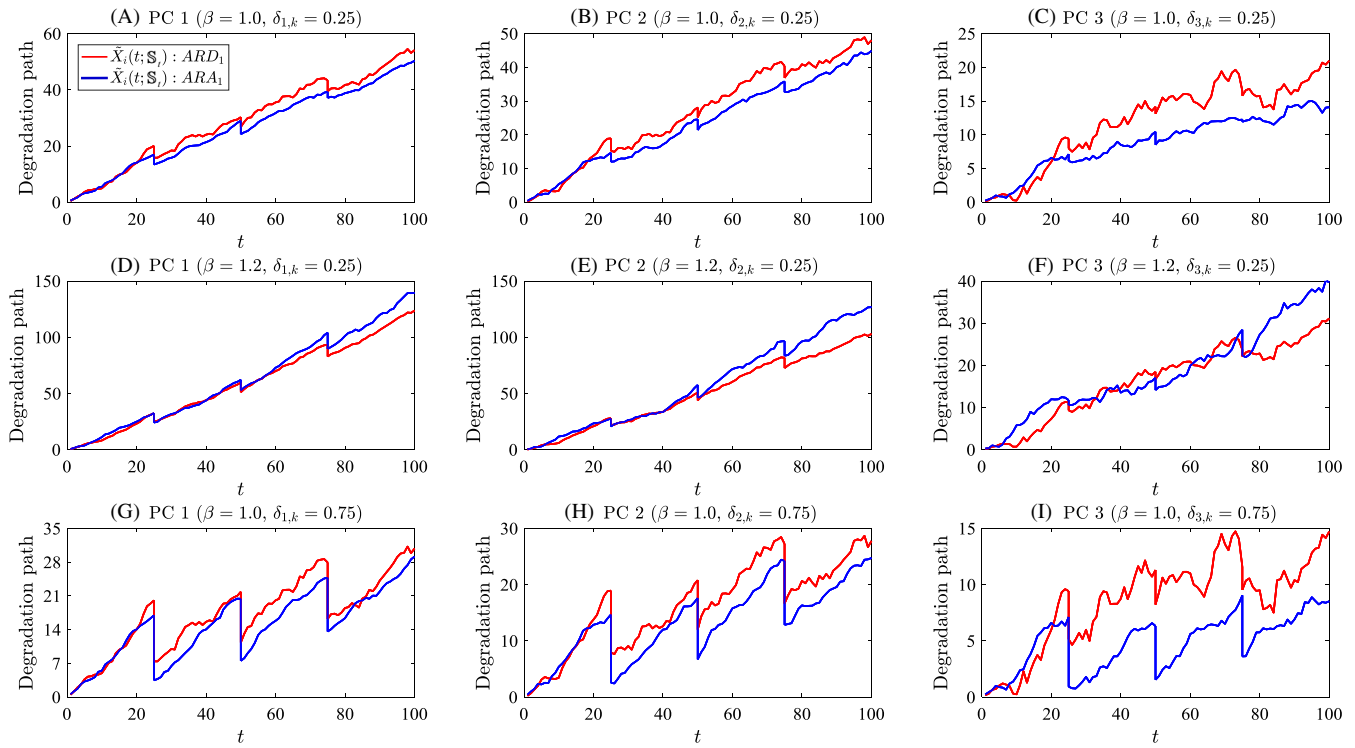 (A) PC 1 (β = 1.0, δ1,k = 0.25)
Degradation path
60
40
20
0
X̃i(t; 𝕊l) : ARD1
X̃i(t; 𝕊l) : ARA1
0 20 40 60 80 100
t
(B) PC 2 (β = 1.0, δ2,k = 0.25)
Degradation path
50
40
30
20
10
0
0 20 40 60 80 100
t
(C) PC 3 (β = 1.0, δ3,k = 0.25)
Degradation path
25
20
15
10
5
0
0 20 40 60 80 100
t
(D) PC 1 (β = 1.2, δ1,k = 0.25)
Degradation path
150
100
50
0
0 20 40 60 80 100
t
(E) PC 2 (β = 1.2, δ2,k = 0.25)
Degradation path
150
100
50
0
0 20 40 60 80 100
t
(F) PC 3 (β = 1.2, δ3,k = 0.25)
Degradation path
40
30
20
10
0
0 20 40 60 80 100
t
(G) PC 1 (β = 1.0, δ1,k = 0.75)
Degradation path
35
28
21
14
7
0
0 20 40 60 80 100
t
(H) PC 2 (β = 1.0, δ2,k = 0.75)
Degradation path
30
20
10
0
0 20 40 60 80 100
t
(I) PC 3 (β = 1.0, δ3,k = 0.75)
Degradation path
15
10
5
0
0 20 40 60 80 100
t